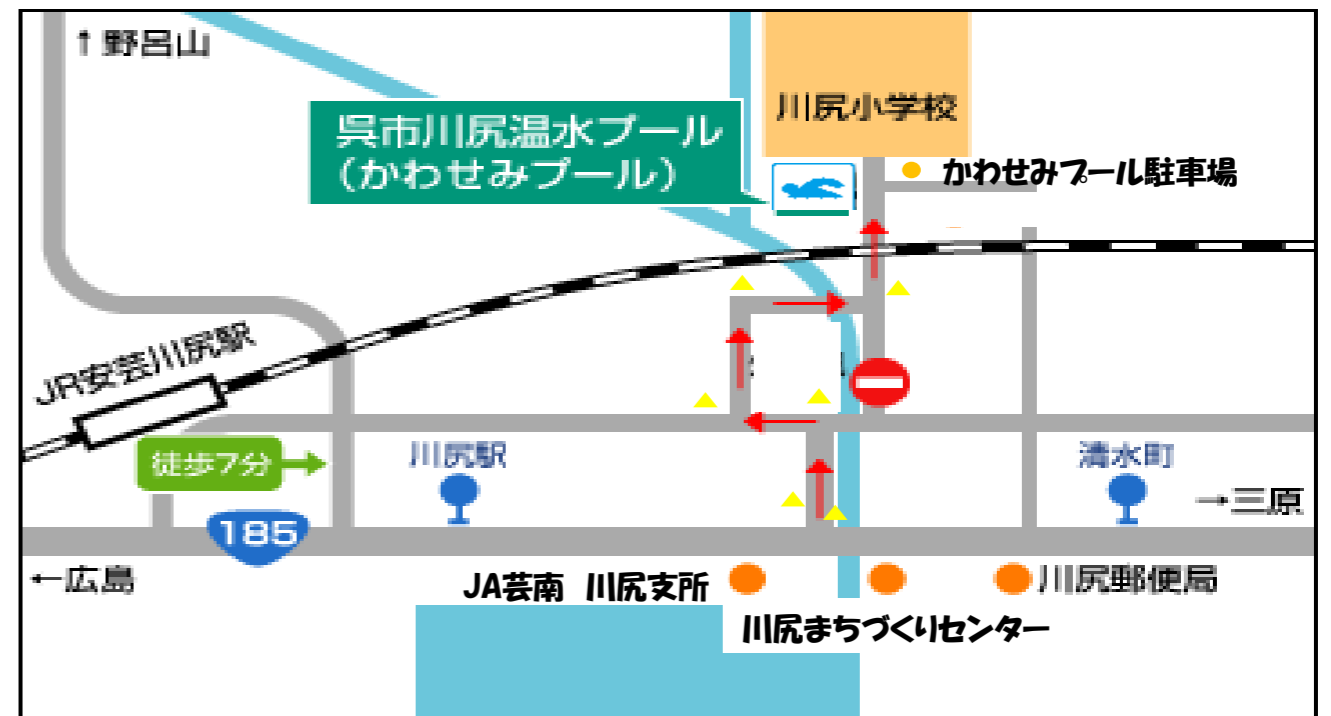 ↑野呂山
川尻小学校
呉市川尻温水プール
(かわせみプール)
かわせみプール駐車場
JR安芸川尻駅
徒歩7分→
川尻駅
清水町
→三原
185
←広島
JA芸南 川尻支所
川尻郵便局
川尻まちづくりセンター